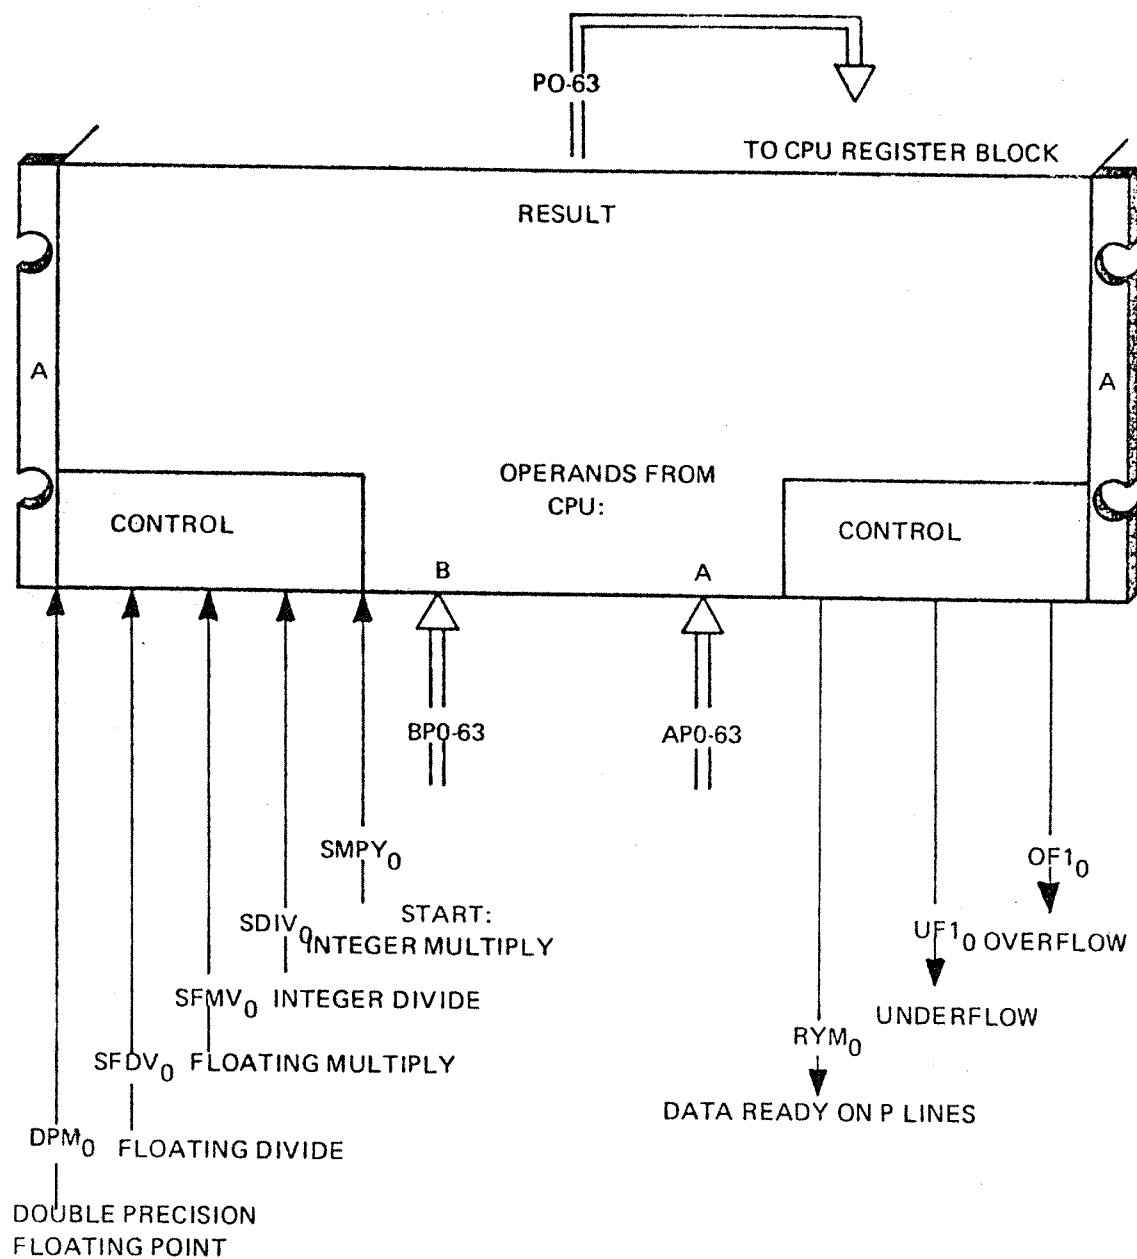 PO-63
TO CPU REGISTER BLOCK
RESULT
A
A
OPERANDS FROM
CPU:
CONTROL
CONTROL
B
A
BP0-63
AP0-63
SMPY0
START:
INTEGER MULTIPLY
SDIV0
INTEGER DIVIDE
SFMV0
FLOATING MULTIPLY
SFDV0
FLOATING DIVIDE
DPM0
DOUBLE PRECISION
FLOATING POINT
OF10
OVERFLOW
UF10
UNDERFLOW
RYM0
DATA READY ON P LINES